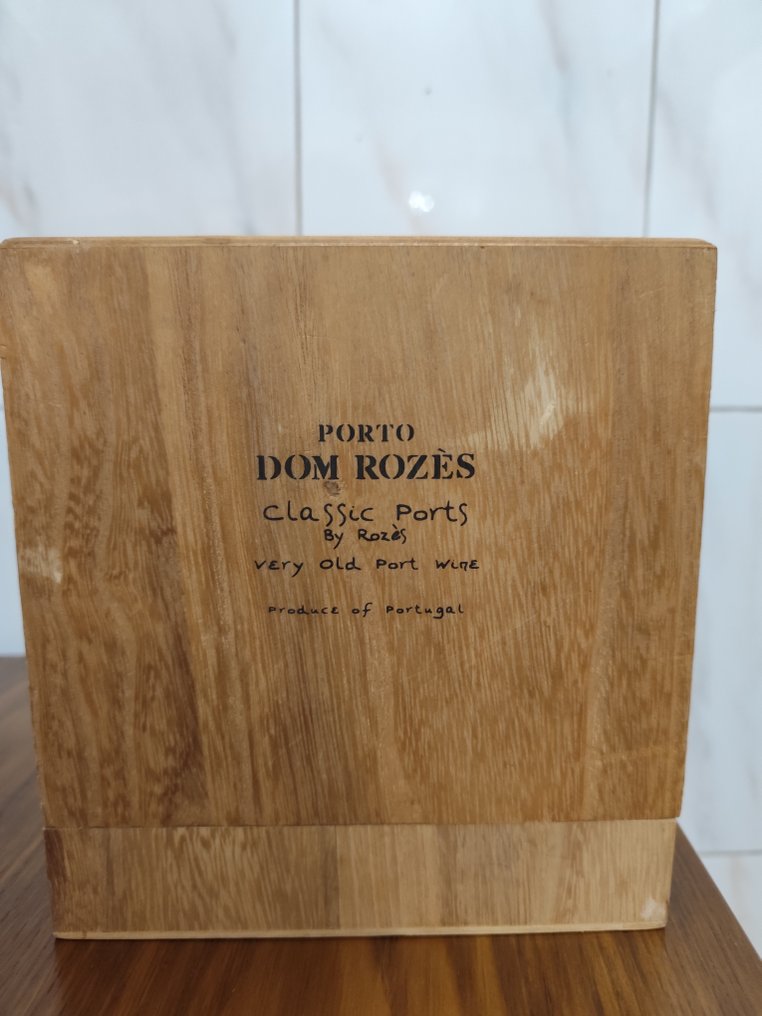 PORTO
DOM ROZÈS
Classic Ports
By Rozès
Very Old Port Wine
Produce of Portugal